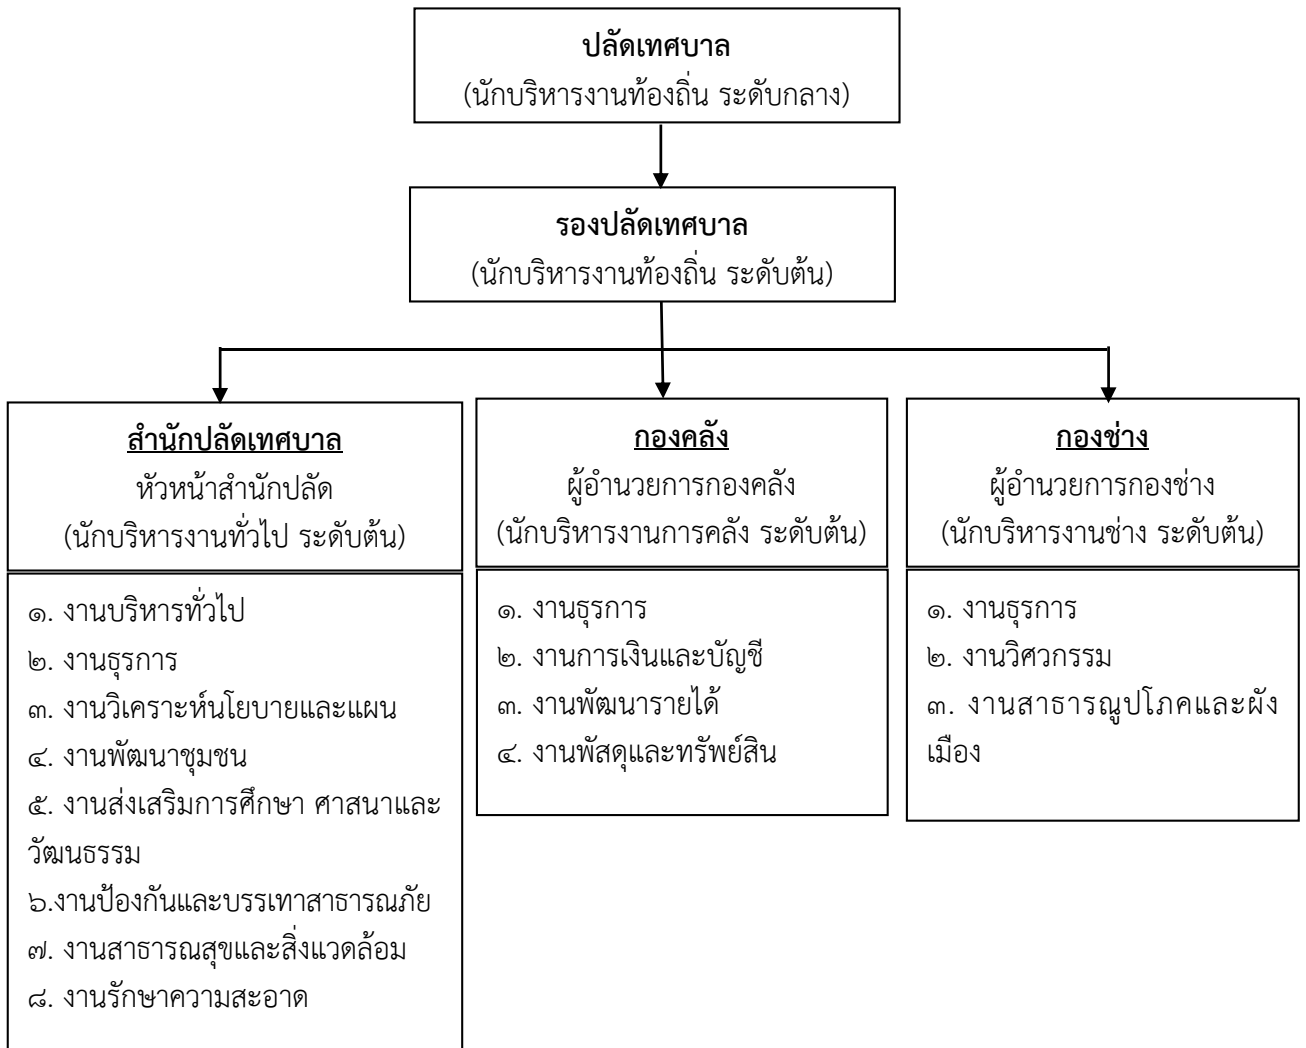 ปลัดเทศบาล
(นักบริหารงานท้องถิ่น ระดับกลาง)
รองปลัดเทศบาล
(นักบริหารงานท้องถิ่น ระดับต้น)
สำนักปลัดเทศบาล
หัวหน้าสำนักปลัด
(นักบริหารงานทั่วไป ระดับต้น)
๑. งานบริหารทั่วไป
๒. งานธุรการ
๓. งานวิเคราะห์นโยบายและแผน
๔. งานพัฒนาชุมชน
๕. งานส่งเสริมการศึกษา ศาสนาและ
วัฒนธรรม
๖.งานป้องกันและบรรเทาสาธารณภัย
๗. งานสาธารณสุขและสิ่งแวดล้อม
๘. งานรักษาความสะอาด
กองคลัง
ผู้อำนวยการกองคลัง
(นักบริหารงานการคลัง ระดับต้น)
๑. งานธุรการ
๒. งานการเงินและบัญชี
๓. งานพัฒนารายได้
๔. งานพัสดุและทรัพย์สิน
กองช่าง
ผู้อำนวยการกองช่าง
(นักบริหารงานช่าง ระดับต้น)
๑. งานธุรการ
๒. งานวิศวกรรม
๓. งานสาธารณูปโภคและผัง
เมือง